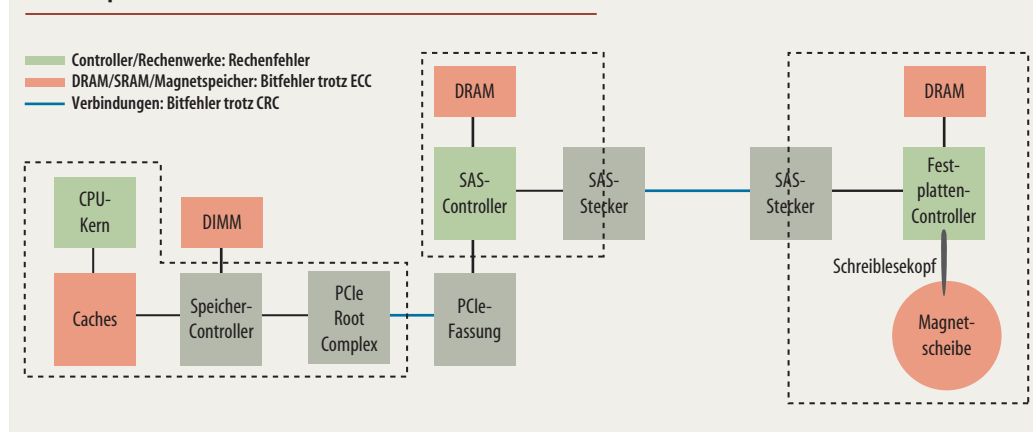 Controller/Rechenwerke: Rechenfehler
DRAM/SRAM/Magnetspeicher: Bitfehler trotz ECC
Verbindungen: Bitfehler trotz CRC
DRAM
DRAM
CPU-
Kern
DIMM
SAS-
Controller
SAS-
Stecker
SAS-
Stecker
Fest-
platten-
Controller
Schreiblesekopf
Caches
Speicher-
Controller
PCIe
Root
Complex
PCIe-
Fassung
Magnet-
scheibe